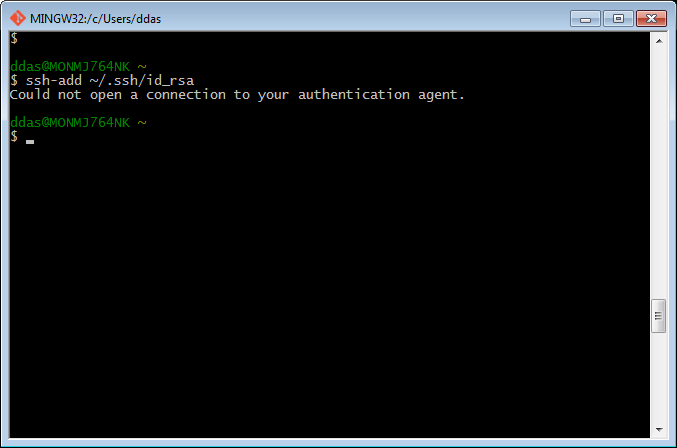 MINGW32:/c/Users/ddas
$
ddas@MONMJ764NK ~
$ ssh-add ~/.ssh/id_rsa
Could not open a connection to your authentication agent.
ddas@MONMJ764NK ~
$